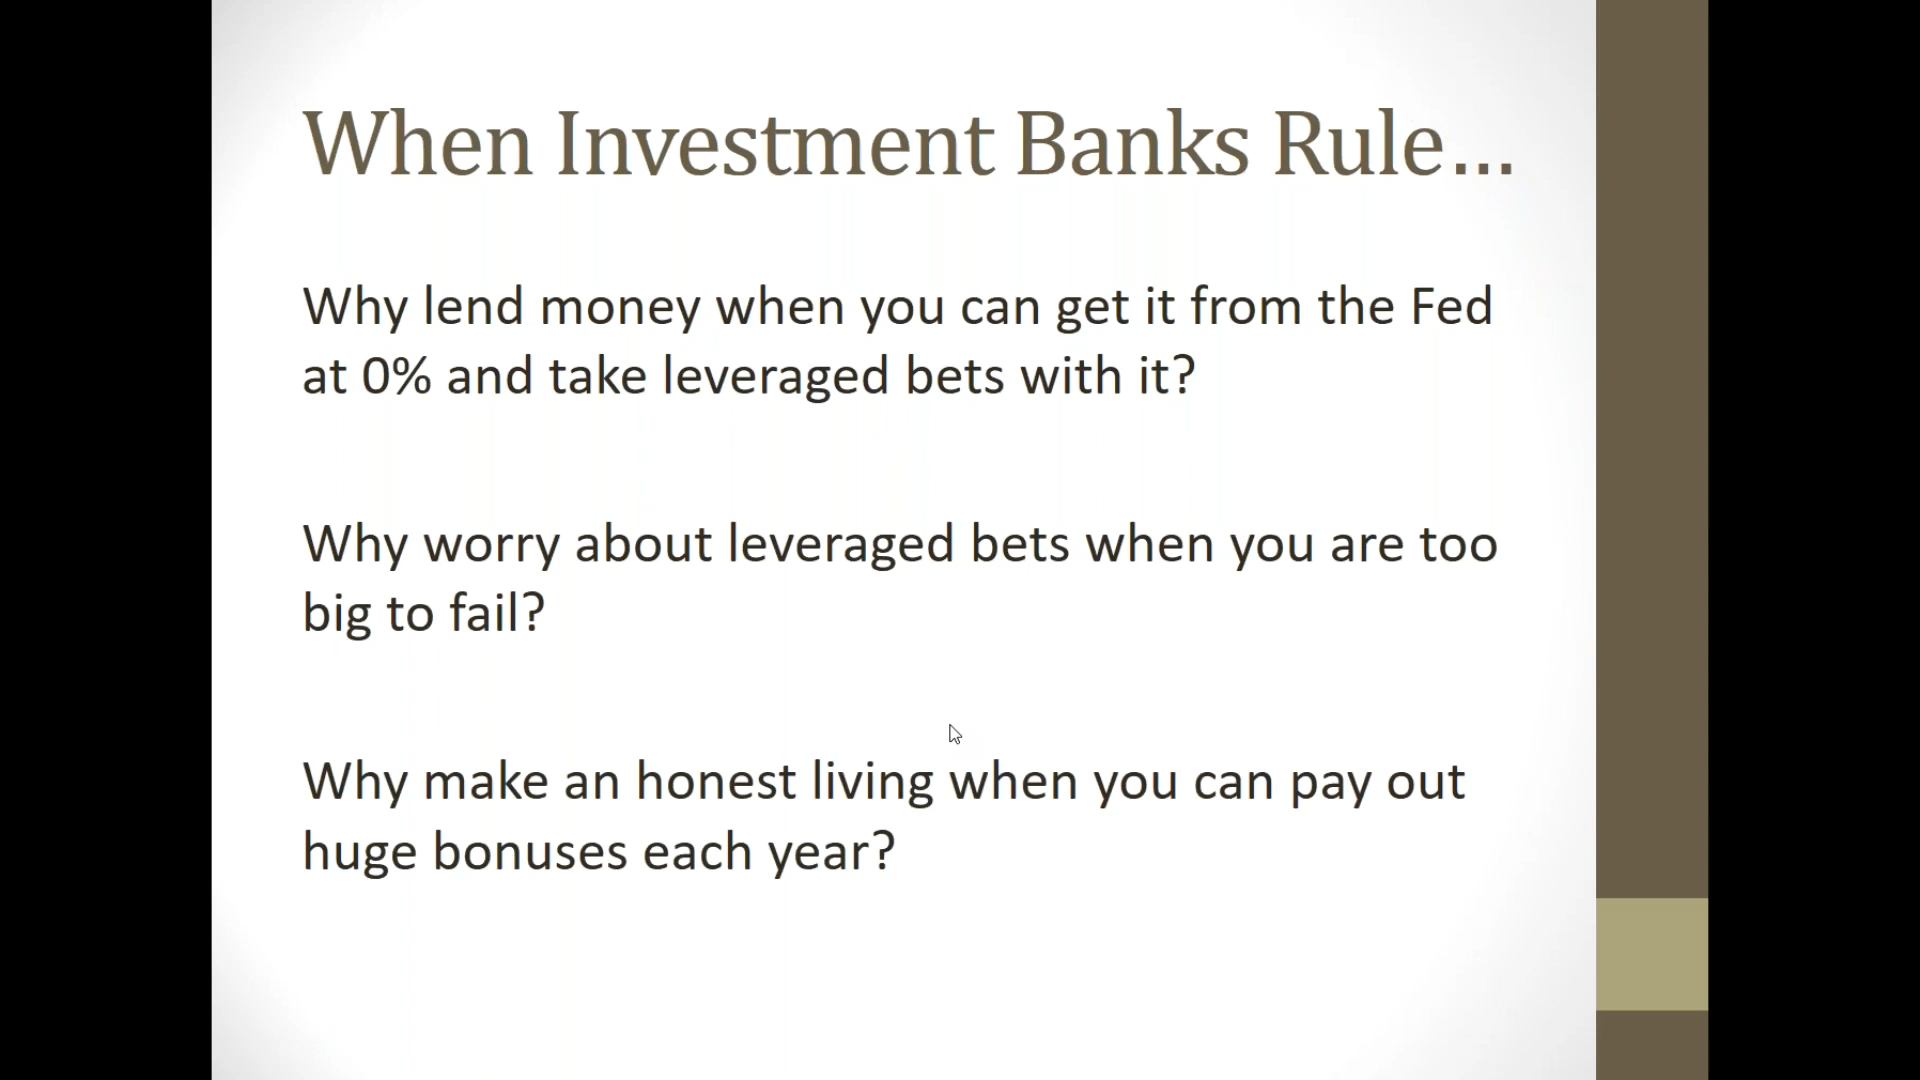 When Investment Banks Rule...
Why lend money when you can get it from the Fed
at 0% and take leveraged bets with it?
Why worry about leveraged bets when you are too
big to fail?
Why make an honest living when you can pay out
huge bonuses each year?